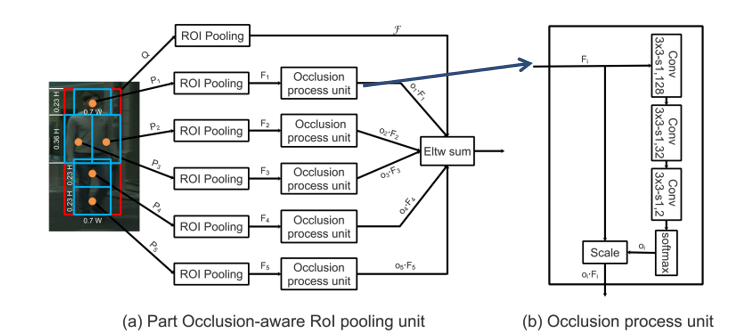 Q
ROI Pooling
ℱ
P₁
ROI Pooling
F₁
Occlusion
process unit
o₁·F₁
P₂
ROI Pooling
F₂
Occlusion
process unit
o₂·F₂
P₃
ROI Pooling
F₃
Occlusion
process unit
o₃·F₃
P₄
ROI Pooling
F₄
Occlusion
process unit
o₄·F₄
P₅
ROI Pooling
F₅
Occlusion
process unit
o₅·F₅
Eltw sum
0.23 H
0.7 W
0.36 H
0.23 H
0.23 H
0.7 W
Fᵢ
Conv
3x3-s1,128
Conv
3x3-s1,32
Conv
3x3-s1,2
softmax
oᵢ
Scale
oᵢ·Fᵢ
(a) Part Occlusion-aware RoI pooling unit
(b) Occlusion process unit